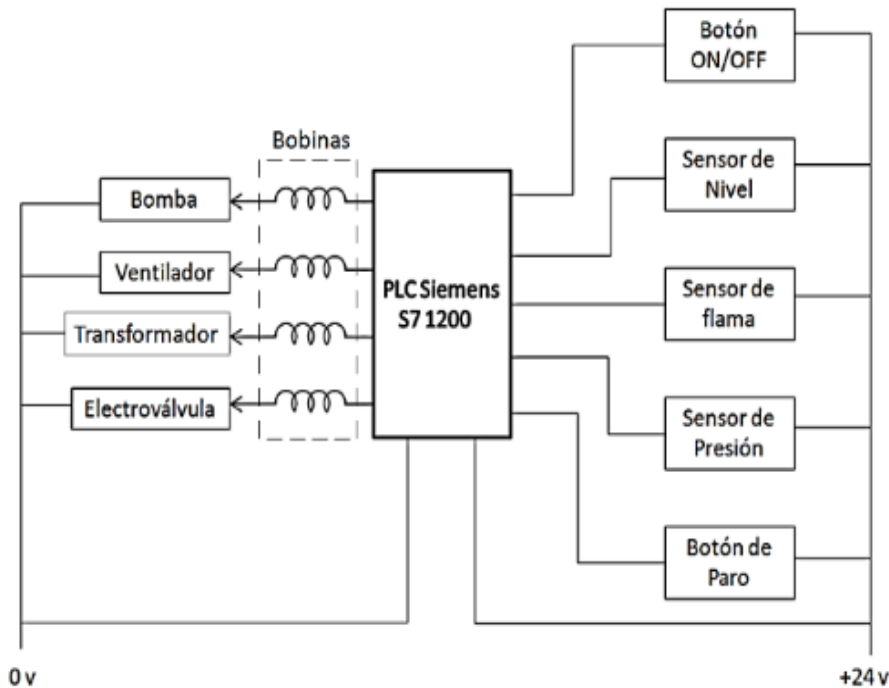 Botón
ON/OFF
Bobinas
Sensor de
Nivel
Bomba
Ventilador
PLC Siemens
S7 1200
Sensor de
flama
Transformador
Electroválvula
Sensor de
Presión
Botón de
Paro
0 v
+24 v